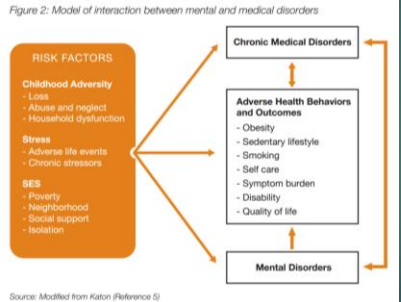 Figure 2: Model of interaction between mental and medical disorders
RISK FACTORS
Childhood Adversity
- Loss
- Abuse and neglect
- Household dysfunction
Stress
- Adverse life events
- Chronic stressors
SES
- Poverty
- Neighborhood
- Social support
- Isolation
Chronic Medical Disorders
Adverse Health Behaviors
and Outcomes
- Obesity
- Sedentary lifestyle
- Smoking
- Self care
- Symptom burden
- Disability
- Quality of life
Mental Disorders
Source: Modified from Katon (Reference 5)